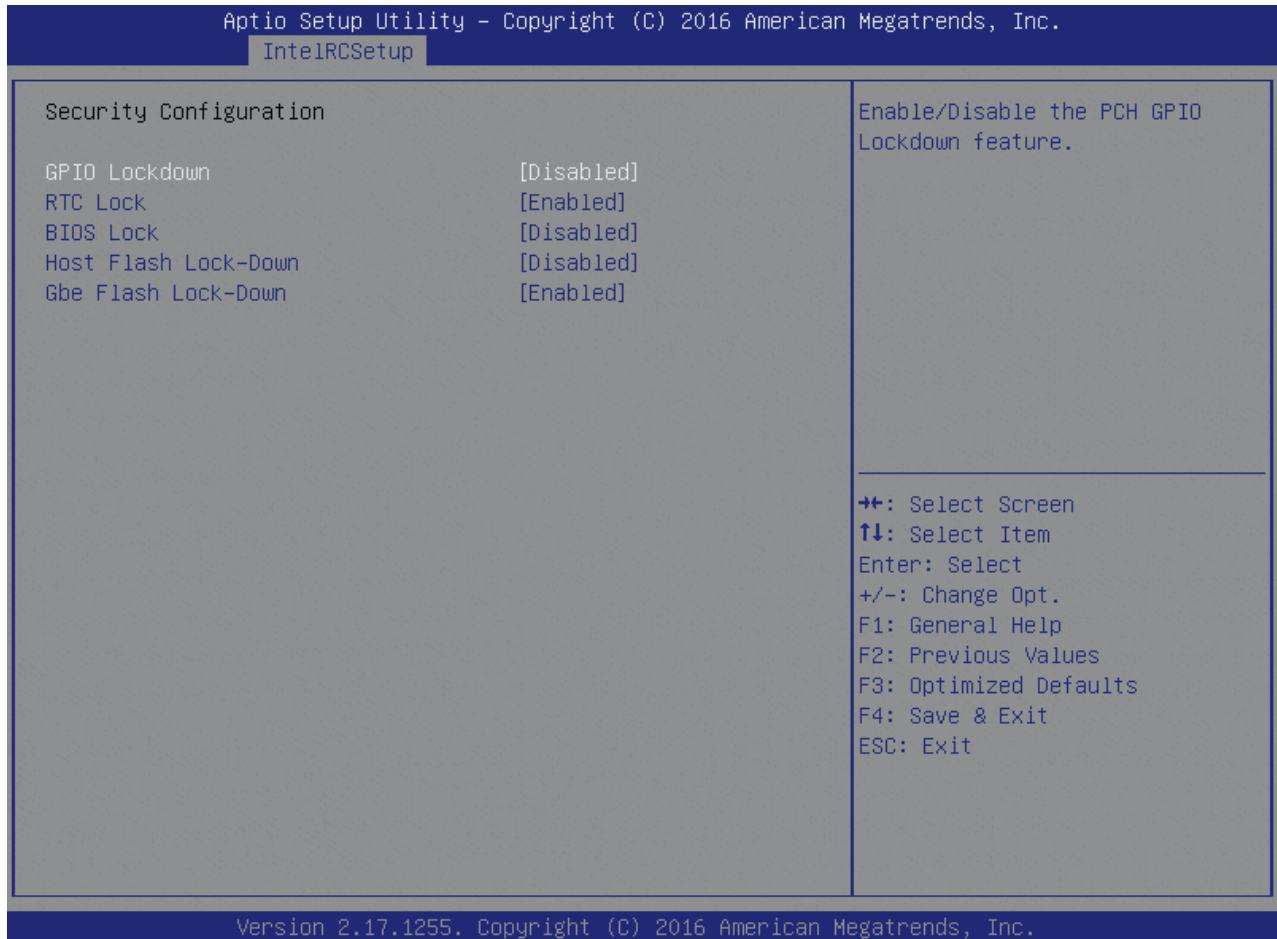 Aptio Setup Utility – Copyright (C) 2016 American Megatrends, Inc.
IntelRCSetup
Security Configuration
GPIO Lockdown [Disabled]
RTC Lock [Enabled]
BIOS Lock [Disabled]
Host Flash Lock-Down [Disabled]
Gbe Flash Lock-Down [Enabled]
Enable/Disable the PCH GPIO
Lockdown feature.
→←: Select Screen
↑↓: Select Item
Enter: Select
+/-: Change Opt.
F1: General Help
F2: Previous Values
F3: Optimized Defaults
F4: Save & Exit
ESC: Exit
Version 2.17.1255. Copyright (C) 2016 American Megatrends, Inc.